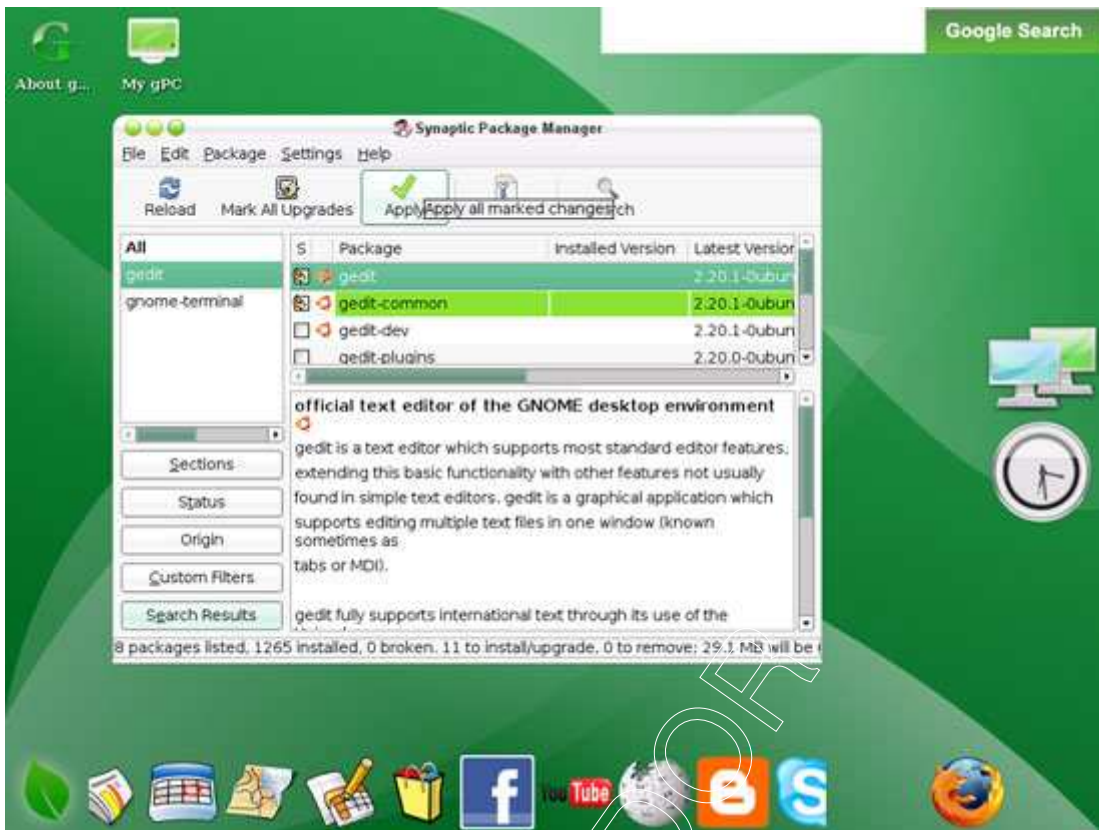 Google Search
About g...
My gPC
Synaptic Package Manager
File Edit Package Settings Help
Reload Mark All Upgrades Apply Apply all marked changes rch
All
S Package Installed Version Latest Version
gedit
gedit 2.20.1-0ubun
gnome-terminal
gedit-common 2.20.1-0ubun
gedit-dev 2.20.1-0ubun
gedit-plugins 2.20.0-0ubun
official text editor of the GNOME desktop environment
gedit is a text editor which supports most standard editor features,
extending this basic functionality with other features not usually
found in simple text editors. gedit is a graphical application which
supports editing multiple text files in one window (known
sometimes as
tabs or MDI).
gedit fully supports international text through its use of the
Sections
Status
Origin
Custom Filters
Search Results
8 packages listed, 1265 installed, 0 broken. 11 to install/upgrade, 0 to remove; 29.1 MB will be
f
You Tube
B
S
OR